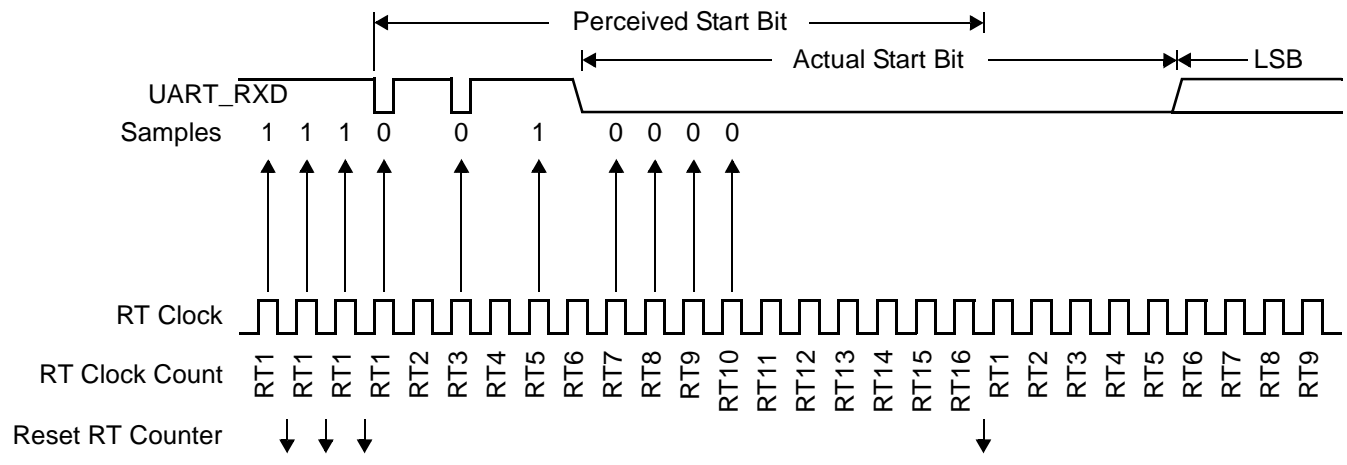 Perceived Start Bit
Actual Start Bit LSB
UART_RXD
Samples 1 1 1 0 0 1 0 0 0 0
RT Clock
RT Clock Count RT1 RT1 RT1 RT1 RT2 RT3 RT4 RT5 RT6 RT7 RT8 RT9 RT10 RT11 RT12 RT13 RT14 RT15 RT16 RT1 RT2 RT3 RT4 RT5 RT6 RT7 RT8 RT9
Reset RT Counter